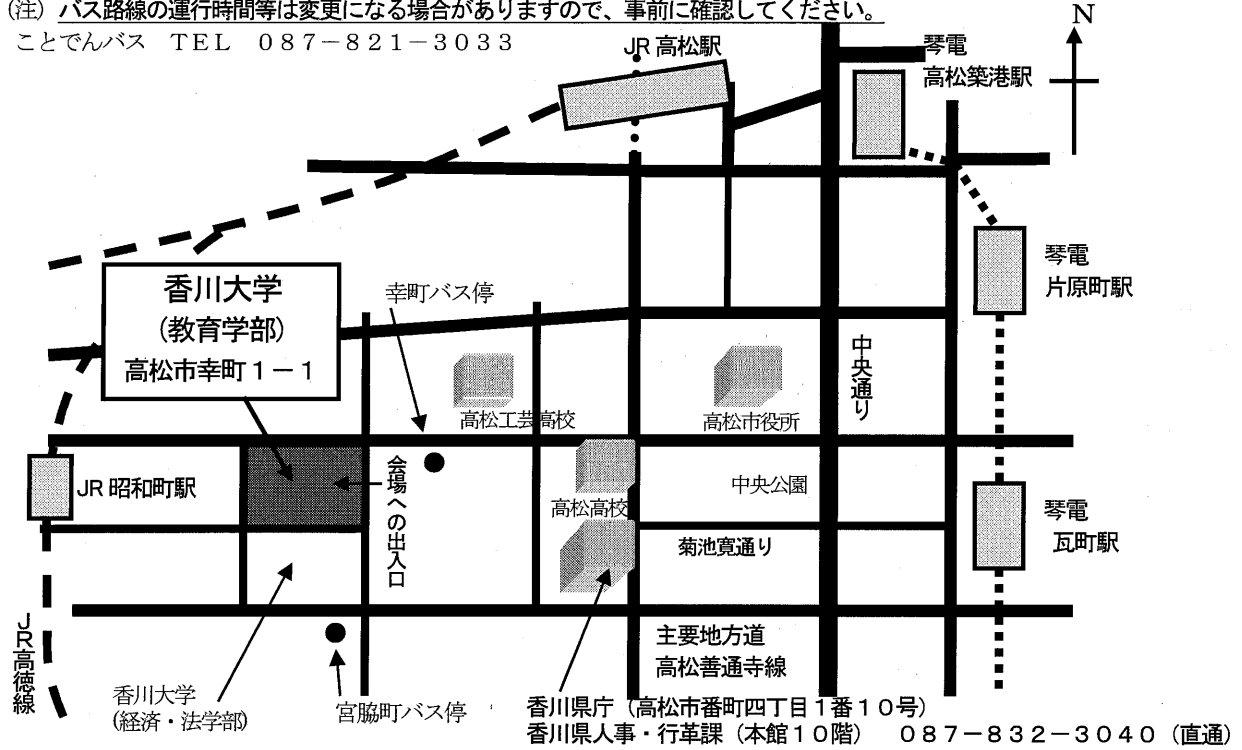 (注) バス路線の運行時間等は変更になる場合がありますので、事前に確認してください。
ことでんバス　ＴＥＬ　０８７－８２１－３０３３
N
JR 高松駅
琴電
高松築港駅
琴電
片原町駅
香川大学
(教育学部)
高松市幸町１－１
幸町バス停
中央通り
高松工芸高校
高松市役所
JR 昭和町駅
会場への出入口
高松高校
中央公園
菊池寛通り
琴電
瓦町駅
ＪＲ高徳線
主要地方道
高松善通寺線
香川大学
(経済・法学部)
宮脇町バス停
香川県庁（高松市番町四丁目１番１０号）
香川県人事・行革課（本館１０階）　０８７－８３２－３０４０（直通）